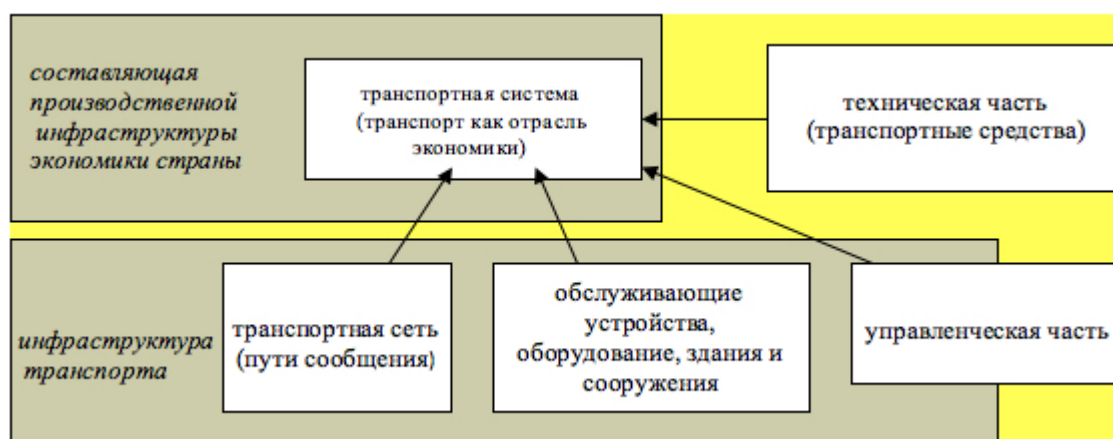 составляющая
производственной
инфраструктуры
экономики страны
транспортная система
(транспорт как отрасль
экономики)
техническая часть
(транспортные средства)
инфраструктура
транспорта
транспортная сеть
(пути сообщения)
обслуживающие
устройства,
оборудование, здания и
сооружения
управленческая часть